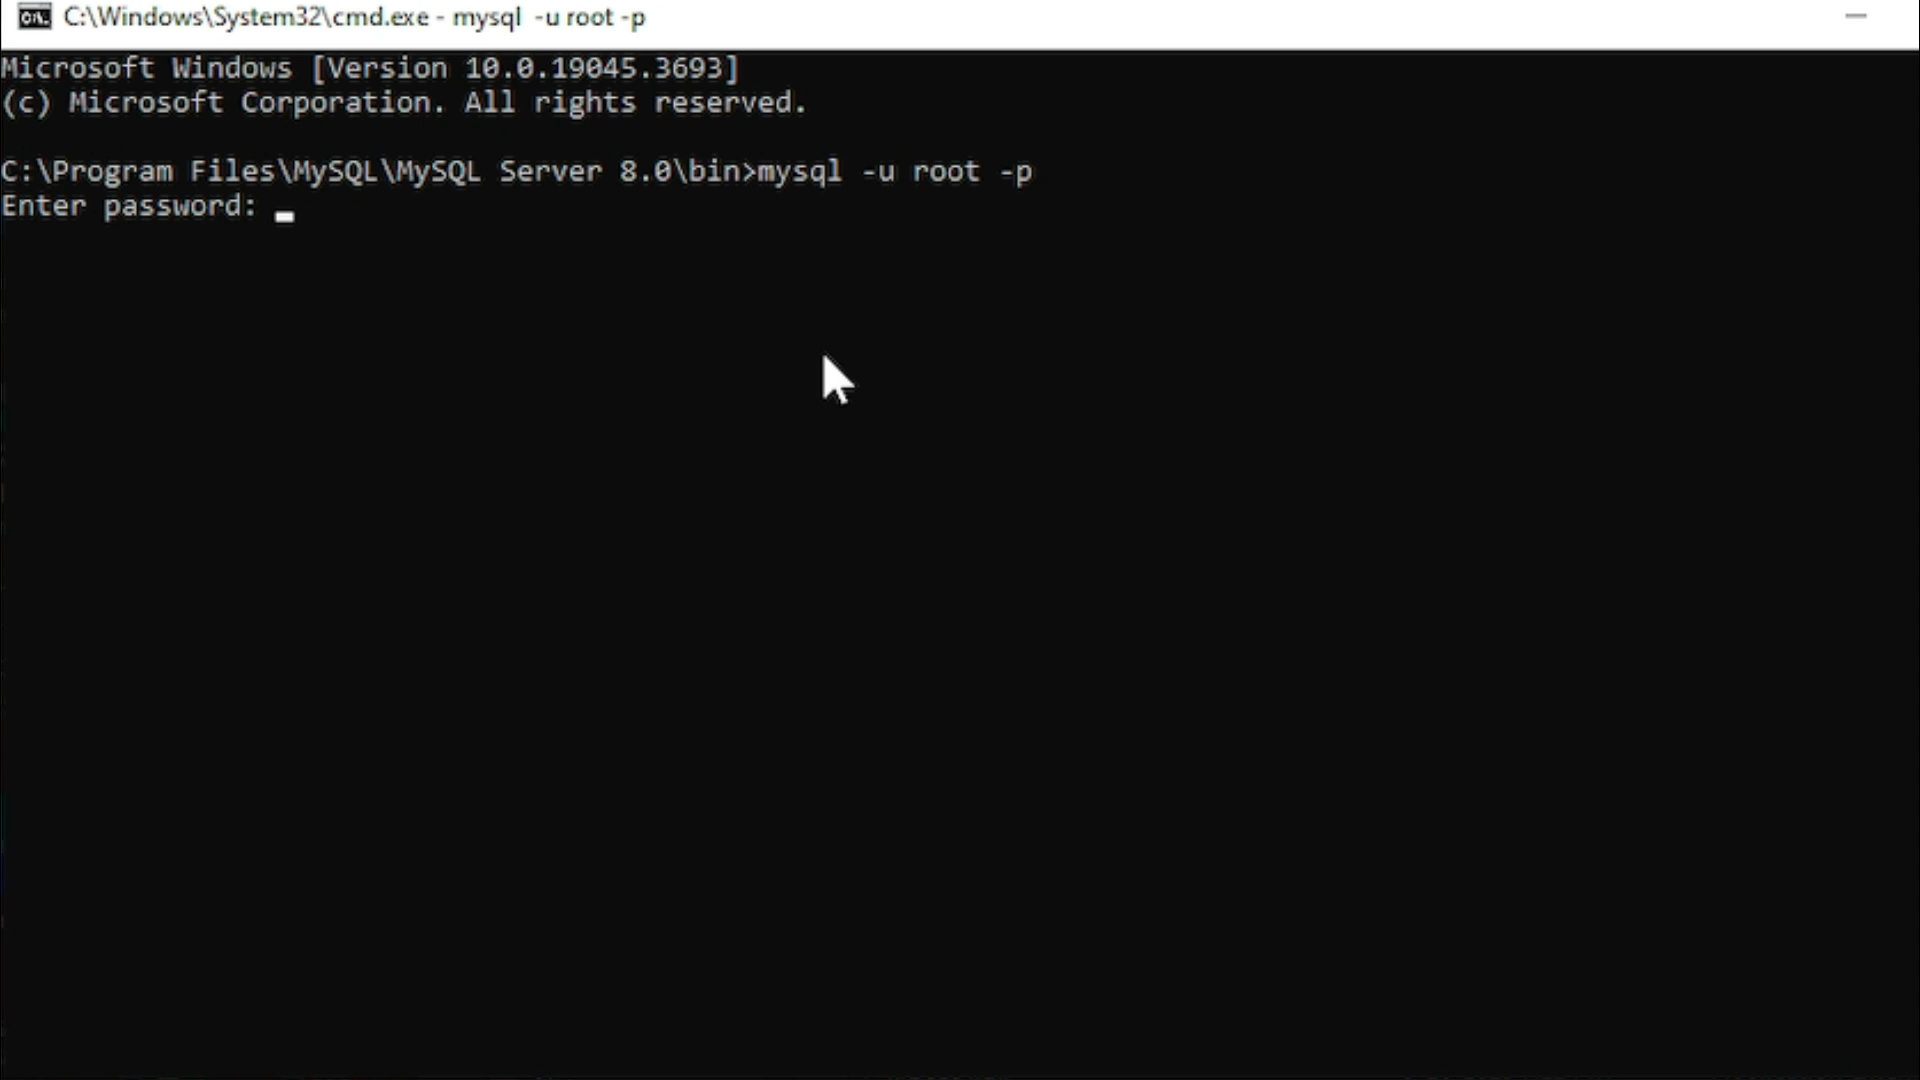 C:\Windows\System32\cmd.exe - mysql  -u root -p
Microsoft Windows [Version 10.0.19045.3693]
(c) Microsoft Corporation. All rights reserved.
C:\Program Files\MySQL\MySQL Server 8.0\bin>mysql -u root -p
Enter password: